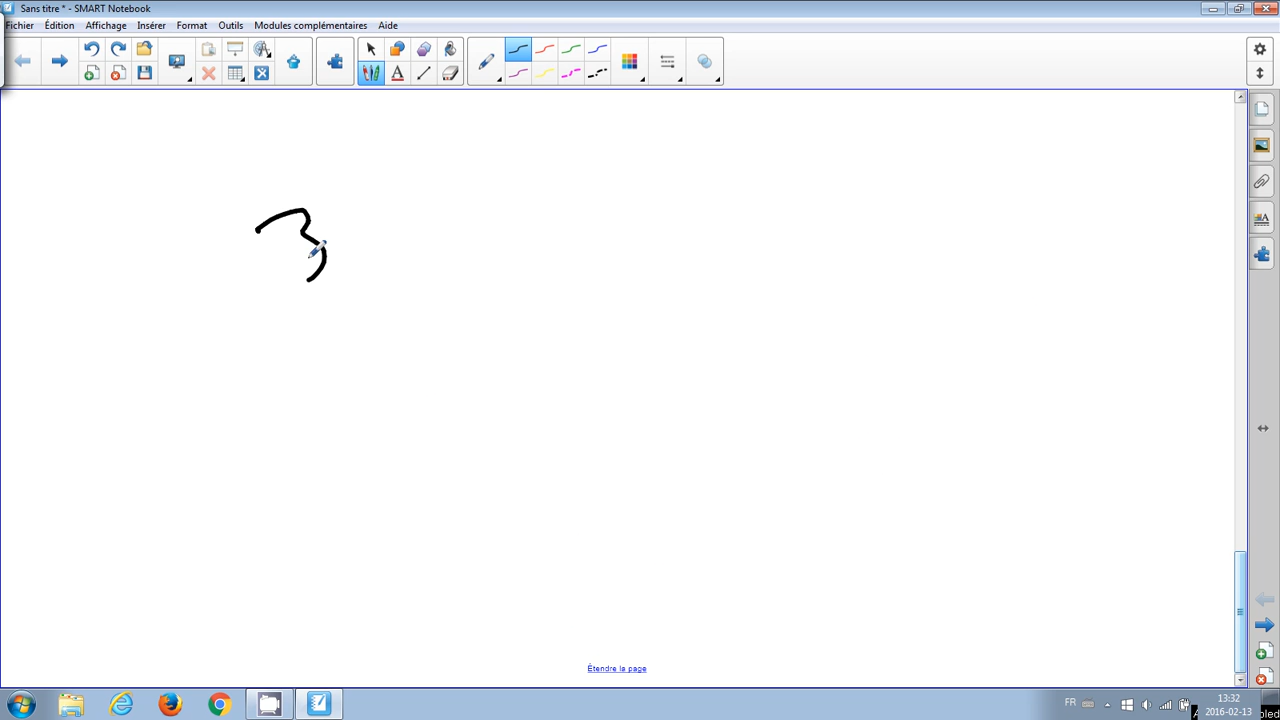 Sans titre * - SMART Notebook
Fichier Édition Affichage Insérer Format Outils Modules complémentaires Aide
3
Étendre la page
FR
13:32
2016-02-13